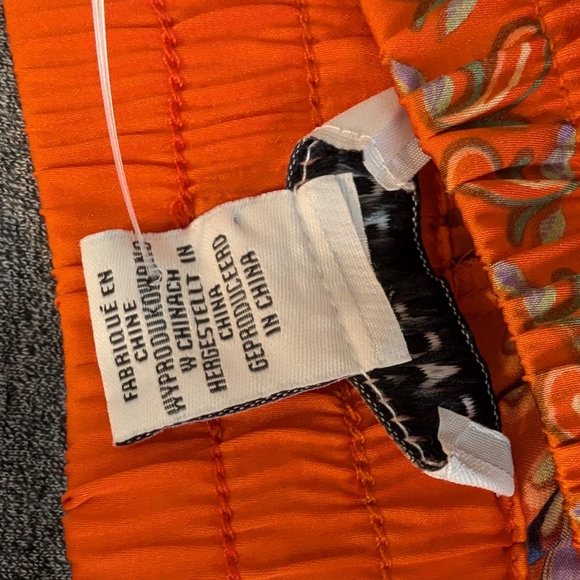 FABRIQUÉ EN
CHINE
WYPRODUKOWANO
W CHINACH
HERGESTELLT IN
CHINA
GEPRODUCEERD
IN CHINA